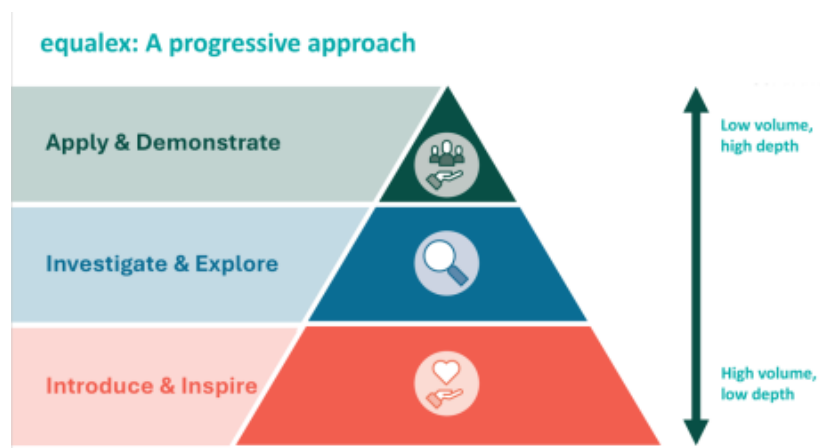 equalex: A progressive approach
Apply & Demonstrate
Low volume,
high depth
Investigate & Explore
Introduce & Inspire
High volume,
low depth